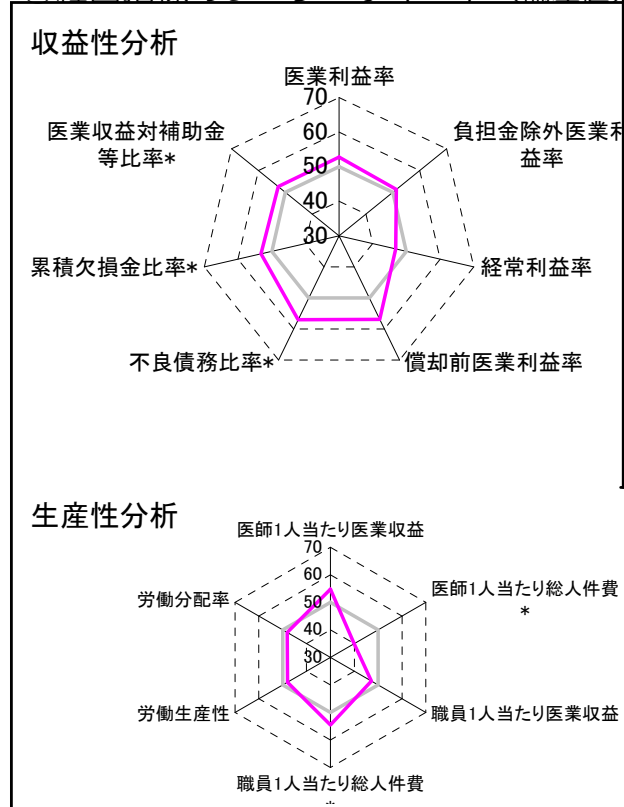 収益性分析
医業利益率
70
60
50
40
30
負担金除外医業利
益率
経常利益率
償却前医業利益率
不良債務比率*
累積欠損金比率*
医業収益対補助金
等比率*
生産性分析
医師1人当たり医業収益
70
60
50
40
30
医師1人当たり総人件費
*
職員1人当たり医業収益
職員1人当たり総人件費
*
労働生産性
労働分配率